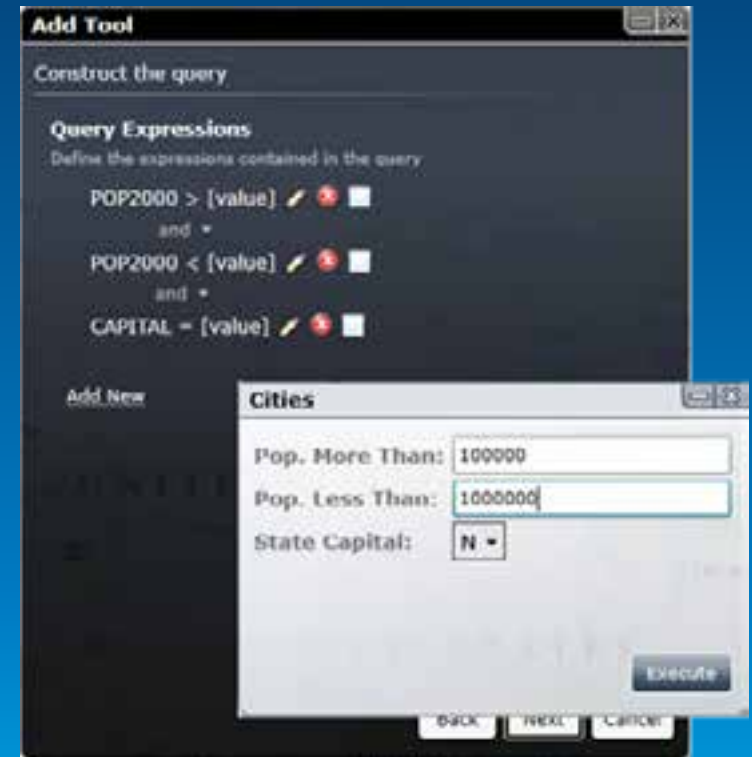 Add Tool
Construct the query
Query Expressions
Define the expressions contained in the query
POP2000 > [value]
and
POP2000 < [value]
and
CAPITAL = [value]
Add New
Cities
Pop. More Than: 100000
Pop. Less Than: 1000000
State Capital: N
Execute
Back Next Cancel